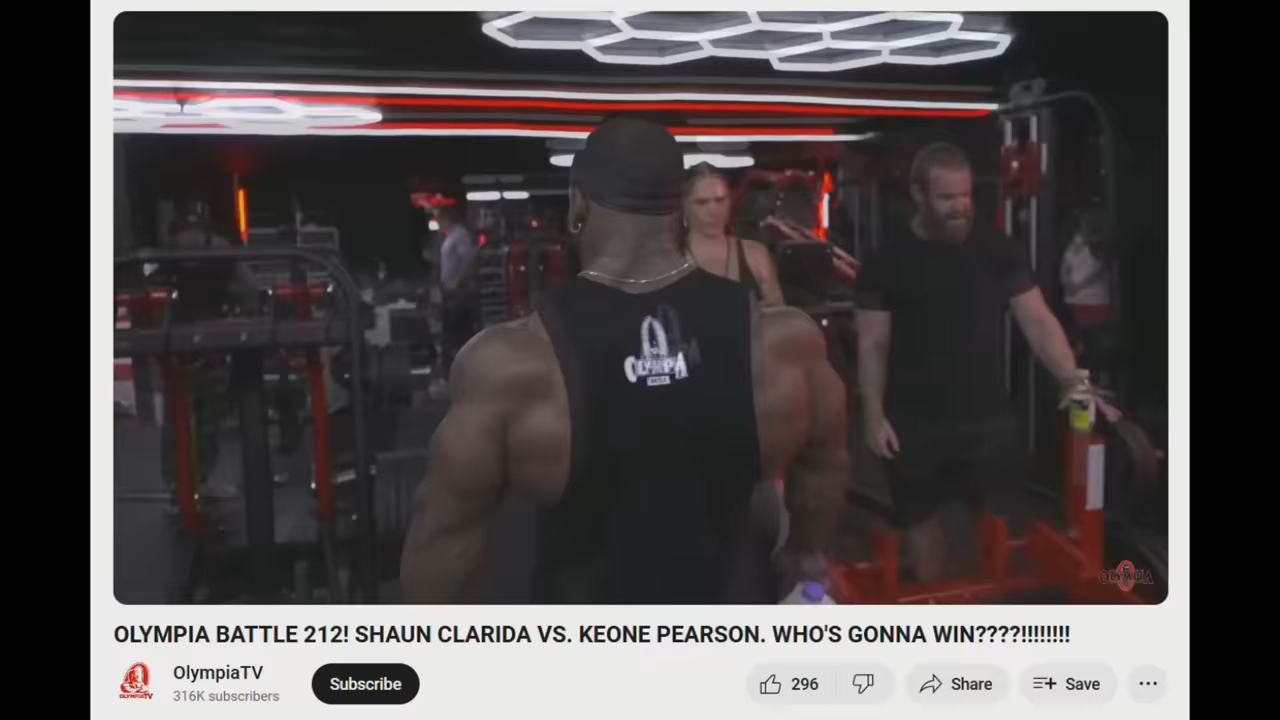 OLYMPIA
OLYMPIA
OLYMPIA BATTLE 212! SHAUN CLARIDA VS. KEONE PEARSON. WHO'S GONNA WIN????!!!!!!!!
OlympiaTV
316K subscribers
Subscribe
296
Share
Save